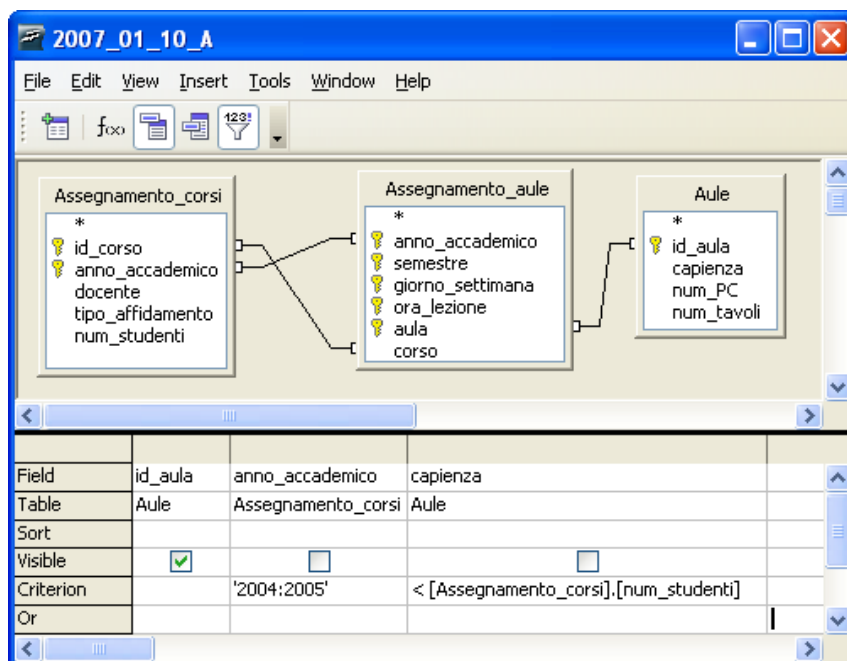 2007_01_10_A
File Edit View Insert Tools Window Help
f(x)
123!
Assegnamento_corsi
*
id_corso
anno_accademico
docente
tipo_affidamento
num_studenti
Assegnamento_aule
*
anno_accademico
semestre
giorno_settimana
ora_lezione
aula
corso
Aule
*
id_aula
capienza
num_PC
num_tavoli
Field id_aula anno_accademico capienza
Table Aule Assegnamento_corsi Aule
Sort
Visible
Criterion '2004:2005' < [Assegnamento_corsi].[num_studenti]
Or